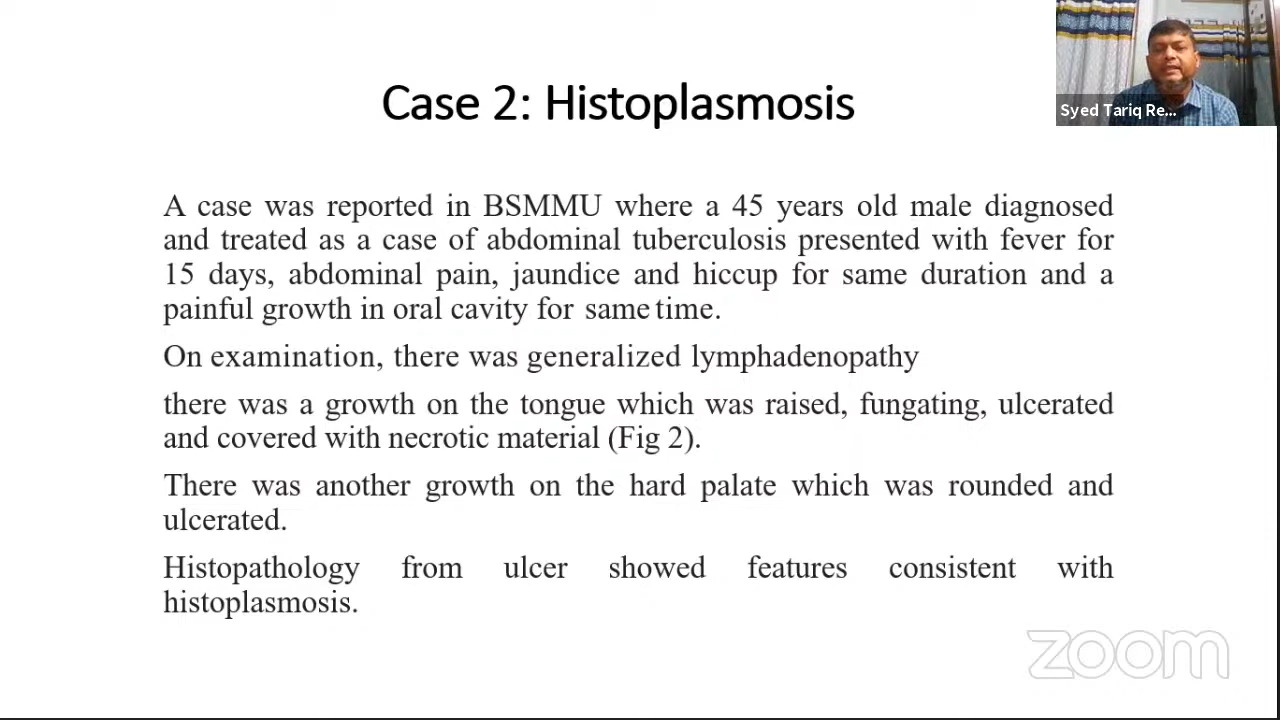 Case 2: Histoplasmosis
Syed Tariq Re...
A case was reported in BSMMU where a 45 years old male diagnosed
and treated as a case of abdominal tuberculosis presented with fever for
15 days, abdominal pain, jaundice and hiccup for same duration and a
painful growth in oral cavity for same time.
On examination, there was generalized lymphadenopathy
there was a growth on the tongue which was raised, fungating, ulcerated
and covered with necrotic material (Fig 2).
There was another growth on the hard palate which was rounded and
ulcerated.
Histopathology from ulcer showed features consistent with
histoplasmosis.
zoom